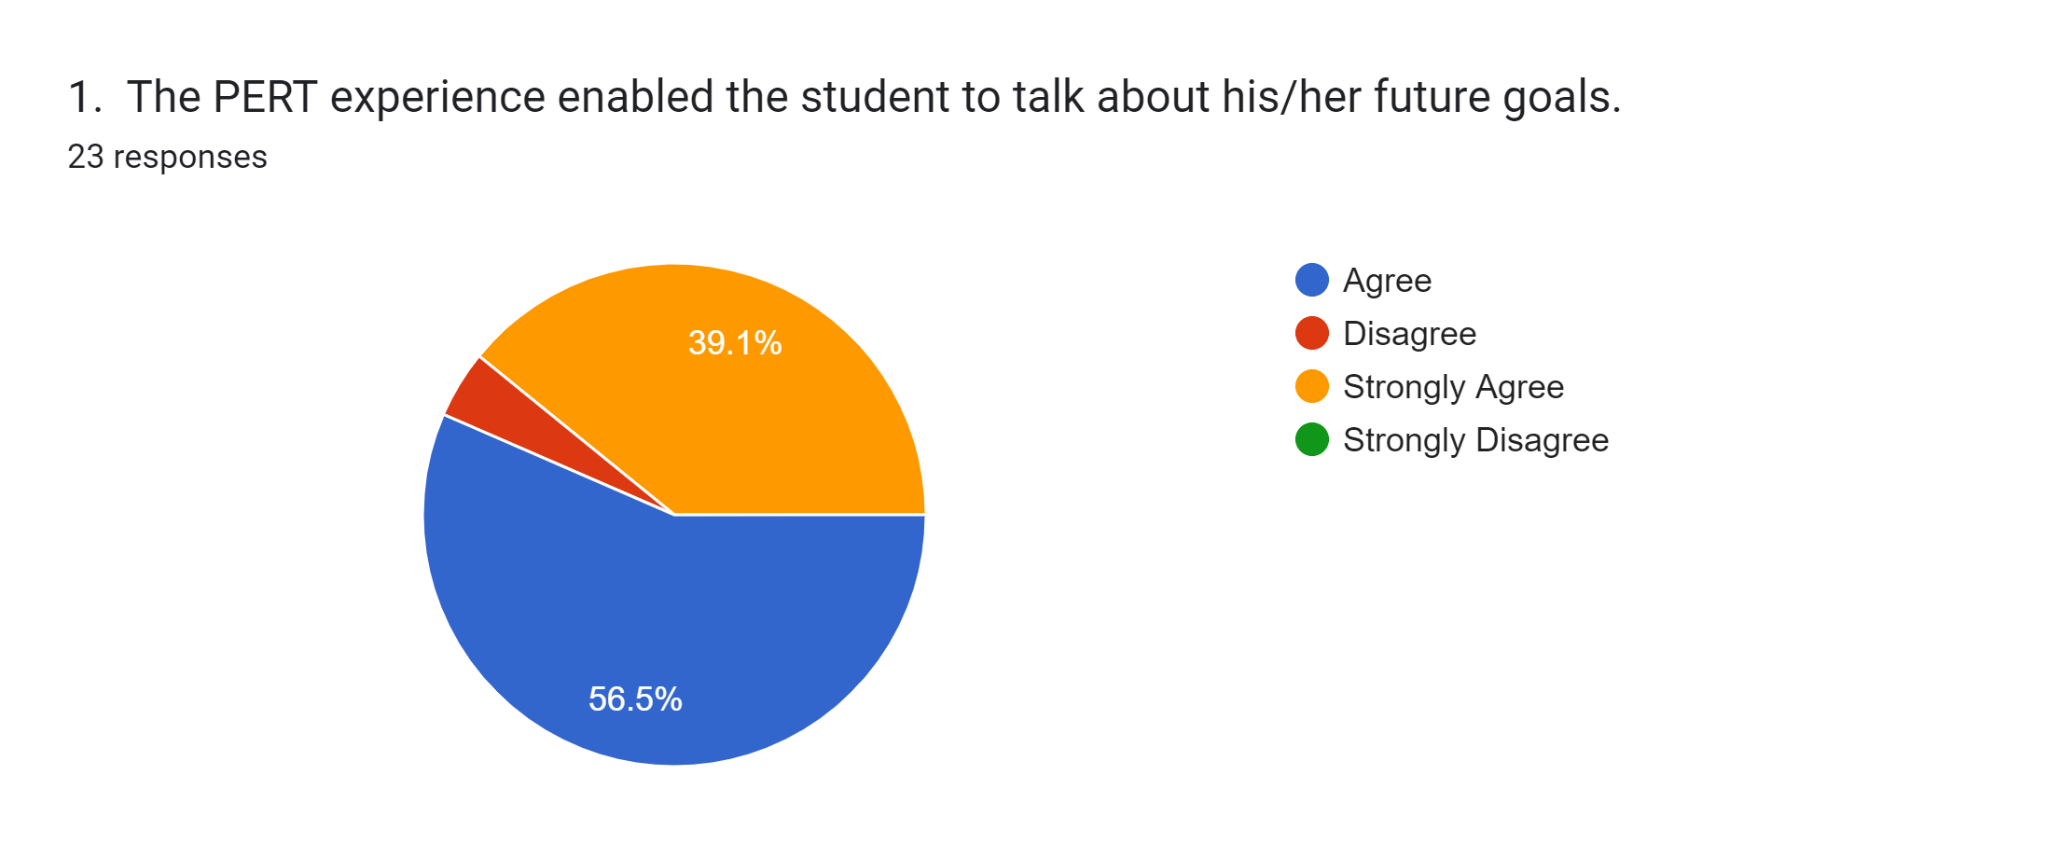 1. The PERT experience enabled the student to talk about his/her future goals.
23 responses
39.1%
56.5%
Agree
Disagree
Strongly Agree
Strongly Disagree